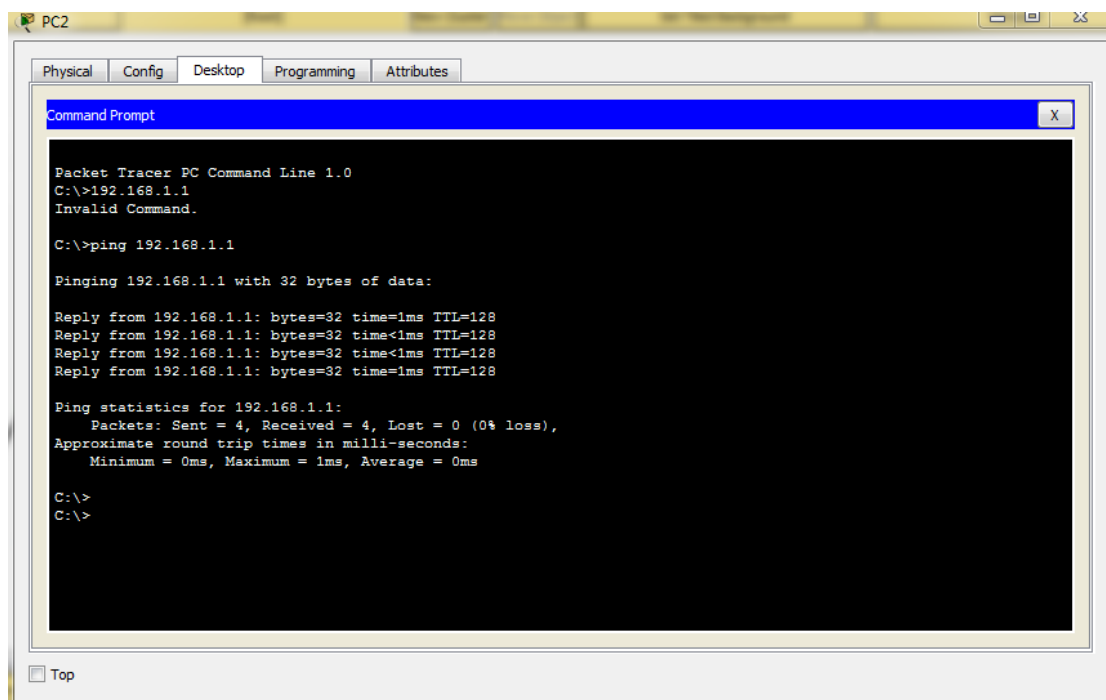 PC2
Physical Config Desktop Programming Attributes
Command Prompt
X
Packet Tracer PC Command Line 1.0
C:\>192.168.1.1
Invalid Command.
C:\>ping 192.168.1.1
Pinging 192.168.1.1 with 32 bytes of data:
Reply from 192.168.1.1: bytes=32 time=1ms TTL=128
Reply from 192.168.1.1: bytes=32 time<1ms TTL=128
Reply from 192.168.1.1: bytes=32 time<1ms TTL=128
Reply from 192.168.1.1: bytes=32 time=1ms TTL=128
Ping statistics for 192.168.1.1:
Packets: Sent = 4, Received = 4, Lost = 0 (0% loss),
Approximate round trip times in milli-seconds:
Minimum = 0ms, Maximum = 1ms, Average = 0ms
C:\>
C:\>
Top